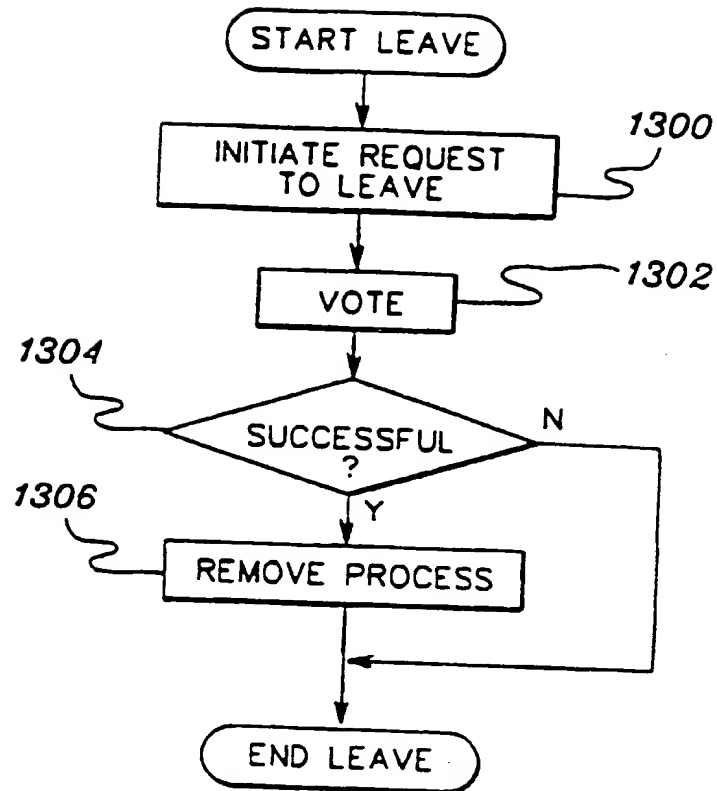 START LEAVE
INITIATE REQUEST
TO LEAVE
1300
VOTE
1302
1304
SUCCESSFUL
?
N
Y
1306
REMOVE PROCESS
END LEAVE